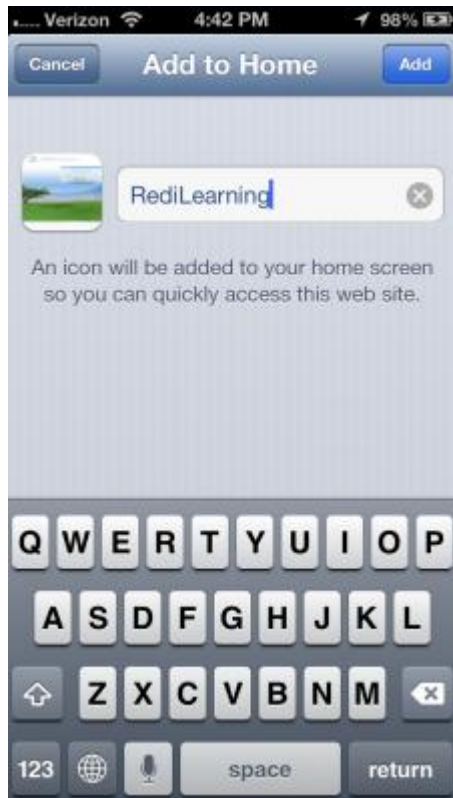 Verizon 4:42 PM 98%
Cancel Add to Home Add
RediLearning
An icon will be added to your home screen
so you can quickly access this web site.
Q W E R T Y U I O P
A S D F G H J K L
Z X C V B N M
123 space return